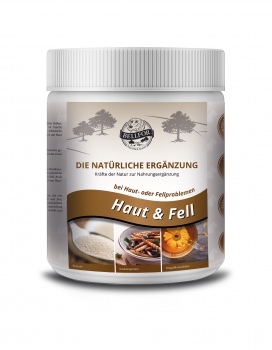 BELLFOR
DIE NATÜRLICHE ERGÄNZUNG
Kräfte der Natur zur Nahrungsergänzung
bei Haut- oder Fellproblemen
Haut & Fell